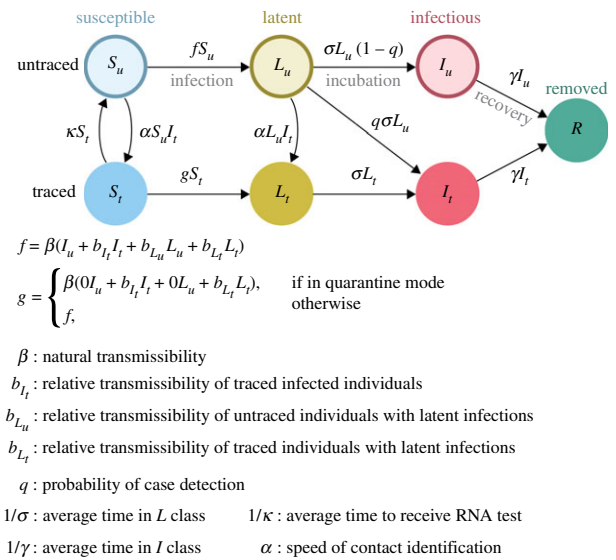 susceptible latent infectious
untraced S_u fS_u L_u σL_u (1 – q) I_u
infection incubation γI_u removed
recovery
κS_t αS_uI_t αL_uI_t qσL_u R
traced S_t gS_t L_t σL_t I_t γI_t
f = β(I_u + b_{I_t}I_t + b_{L_u}L_u + b_{L_t}L_t)
g = { β(0I_u + b_{I_t}I_t + 0L_u + b_{L_t}L_t), if in quarantine mode
f, otherwise
β : natural transmissibility
b_{I_t} : relative transmissibility of traced infected individuals
b_{L_u} : relative transmissibility of untraced individuals with latent infections
b_{L_t} : relative transmissibility of traced individuals with latent infections
q : probability of case detection
1/σ : average time in L class 1/κ : average time to receive RNA test
1/γ : average time in I class α : speed of contact identification